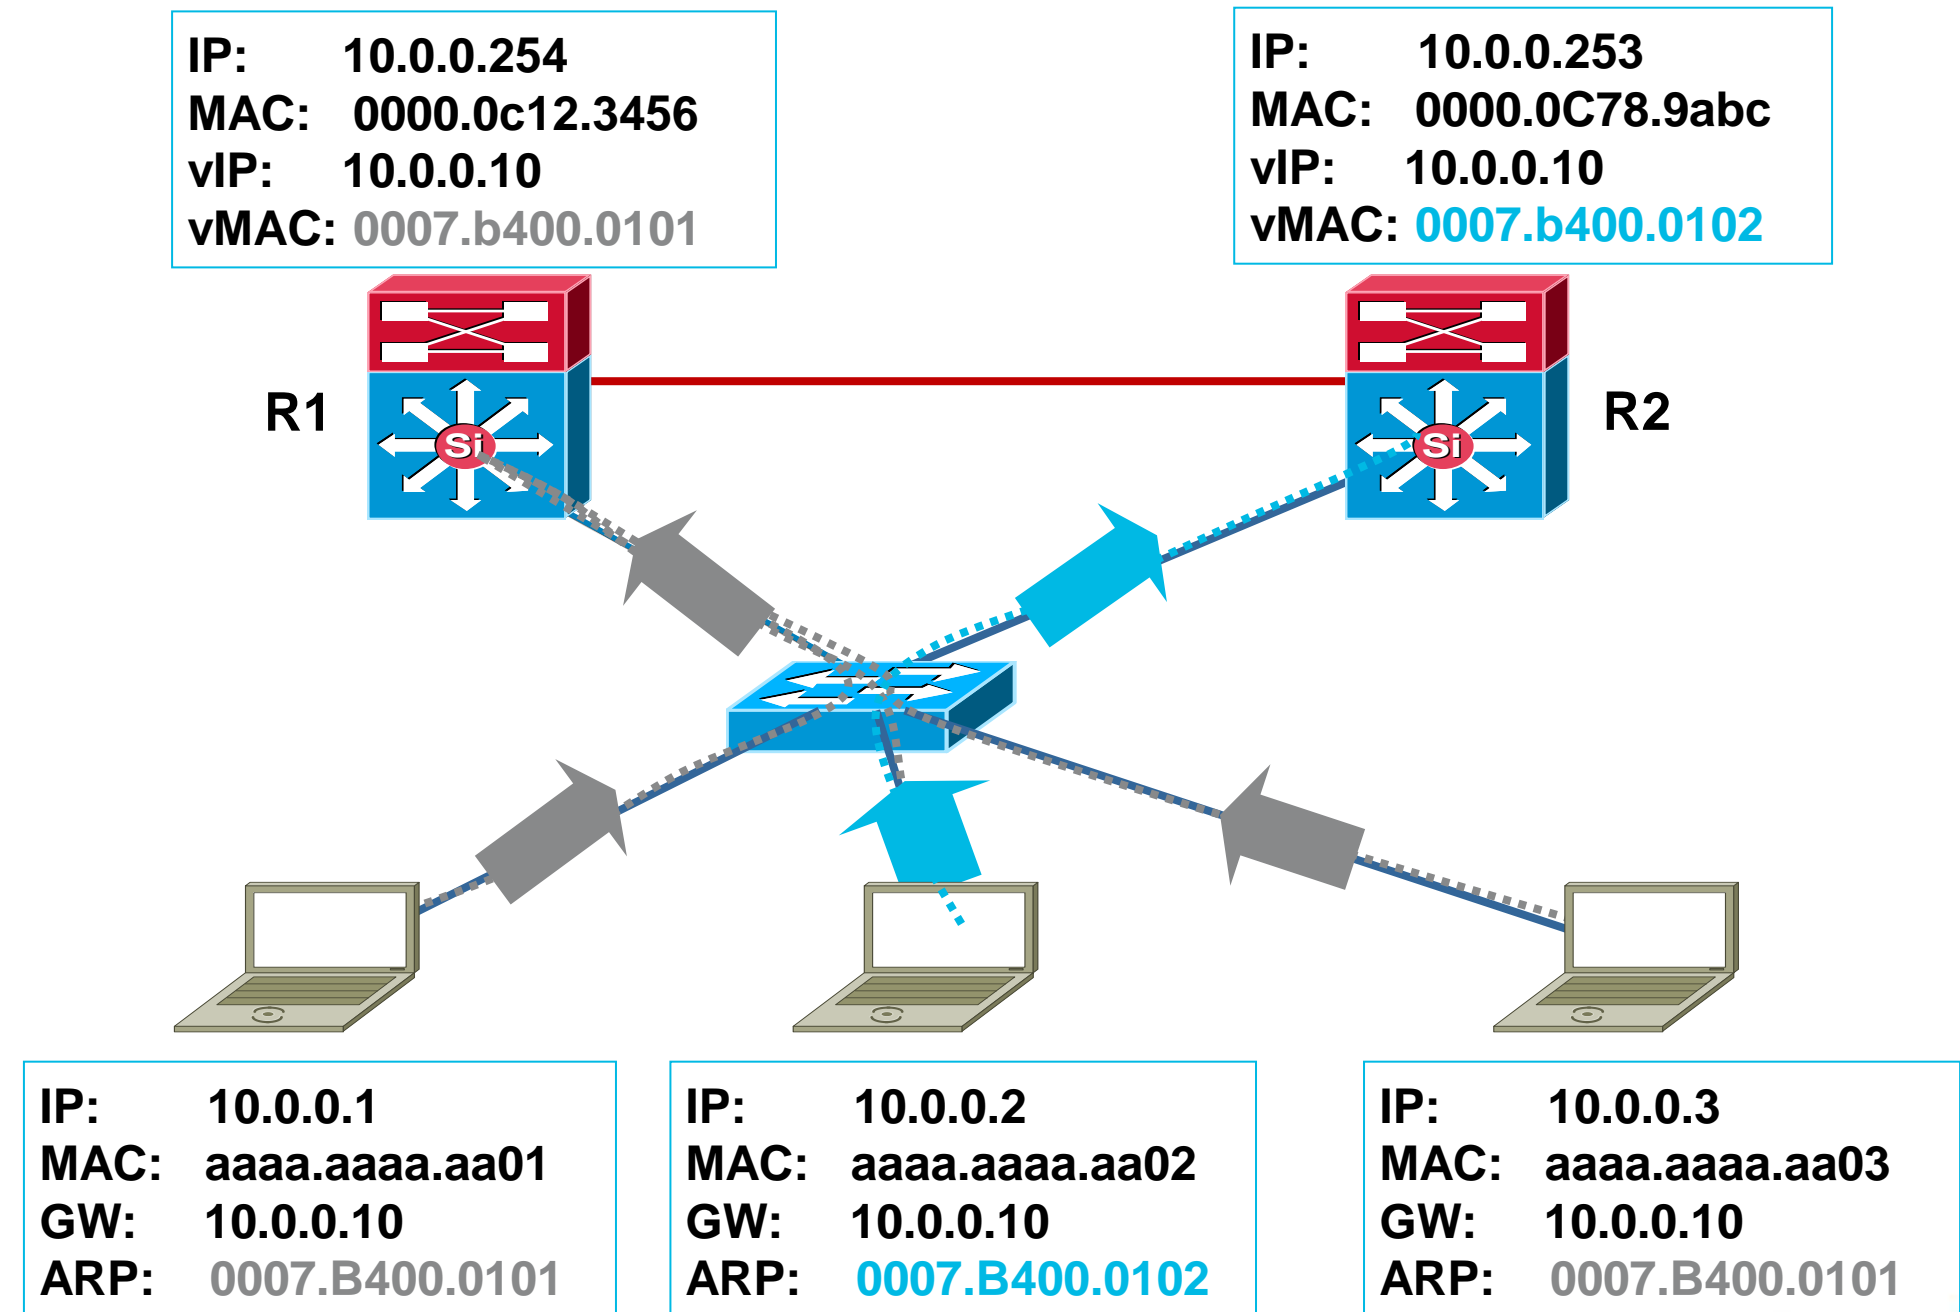 IP: 10.0.0.254
MAC: 0000.0c12.3456
vIP: 10.0.0.10
vMAC: 0007.b400.0101
IP: 10.0.0.253
MAC: 0000.0C78.9abc
vIP: 10.0.0.10
vMAC: 0007.b400.0102
R1
Si
Si
R2
IP: 10.0.0.1
MAC: aaaa.aaaa.aa01
GW: 10.0.0.10
ARP: 0007.B400.0101
IP: 10.0.0.2
MAC: aaaa.aaaa.aa02
GW: 10.0.0.10
ARP: 0007.B400.0102
IP: 10.0.0.3
MAC: aaaa.aaaa.aa03
GW: 10.0.0.10
ARP: 0007.B400.0101